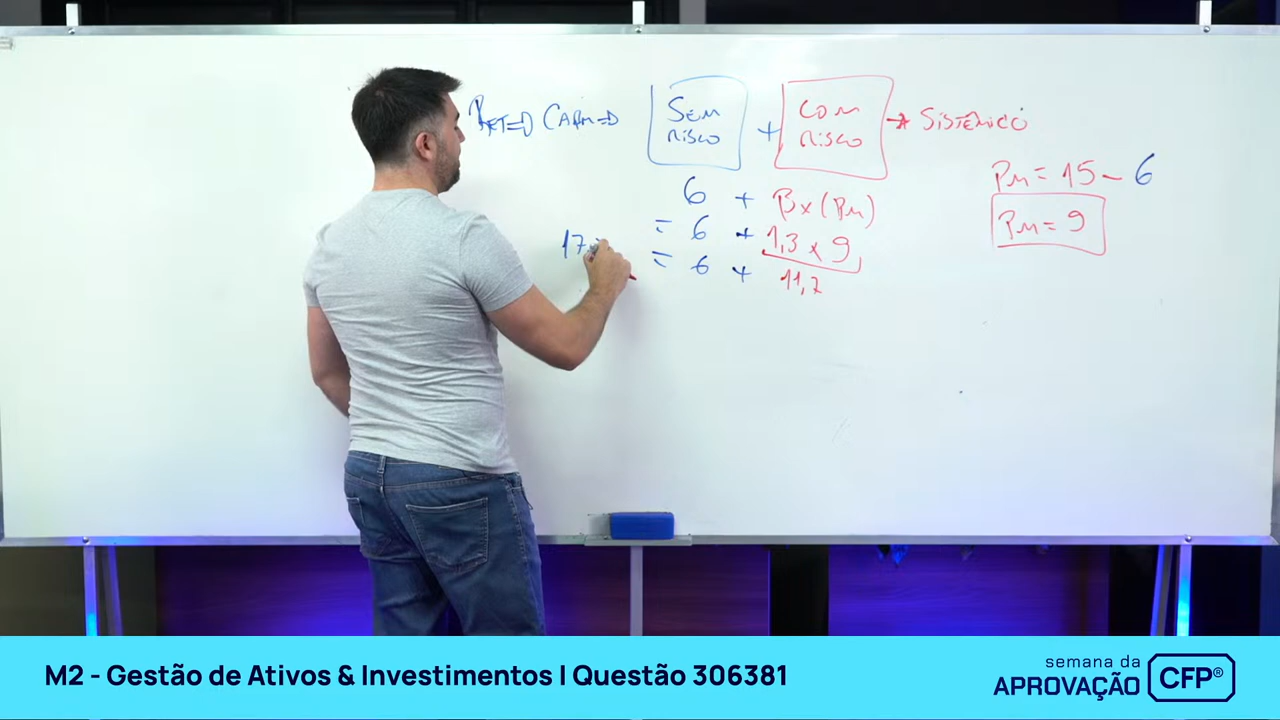 RET => CAPM => SEM RISCO + COM RISCO → SISTÊMICO
6 + β x (PM)
= 6 + 1,3 x 9
= 6 + 11,7
17
PM = 15 - 6
PM = 9
M2 - Gestão de Ativos & Investimentos | Questão 306381
semana da
APROVAÇÃO CFP®